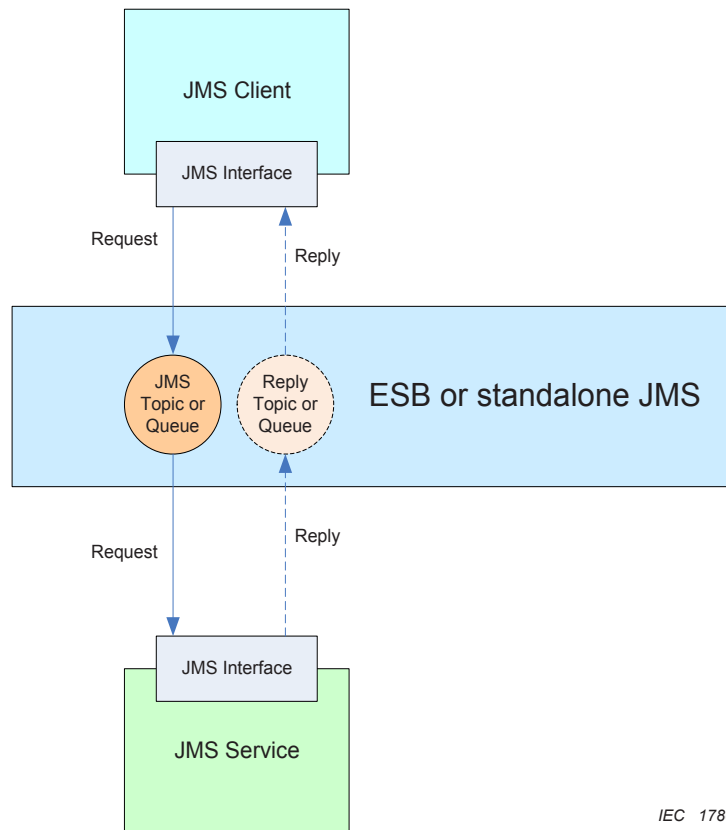 JMS Client
JMS Interface
Request
Reply
JMS
Topic or
Queue
Reply
Topic or
Queue
ESB or standalone JMS
Request
Reply
JMS Interface
JMS Service
IEC 178